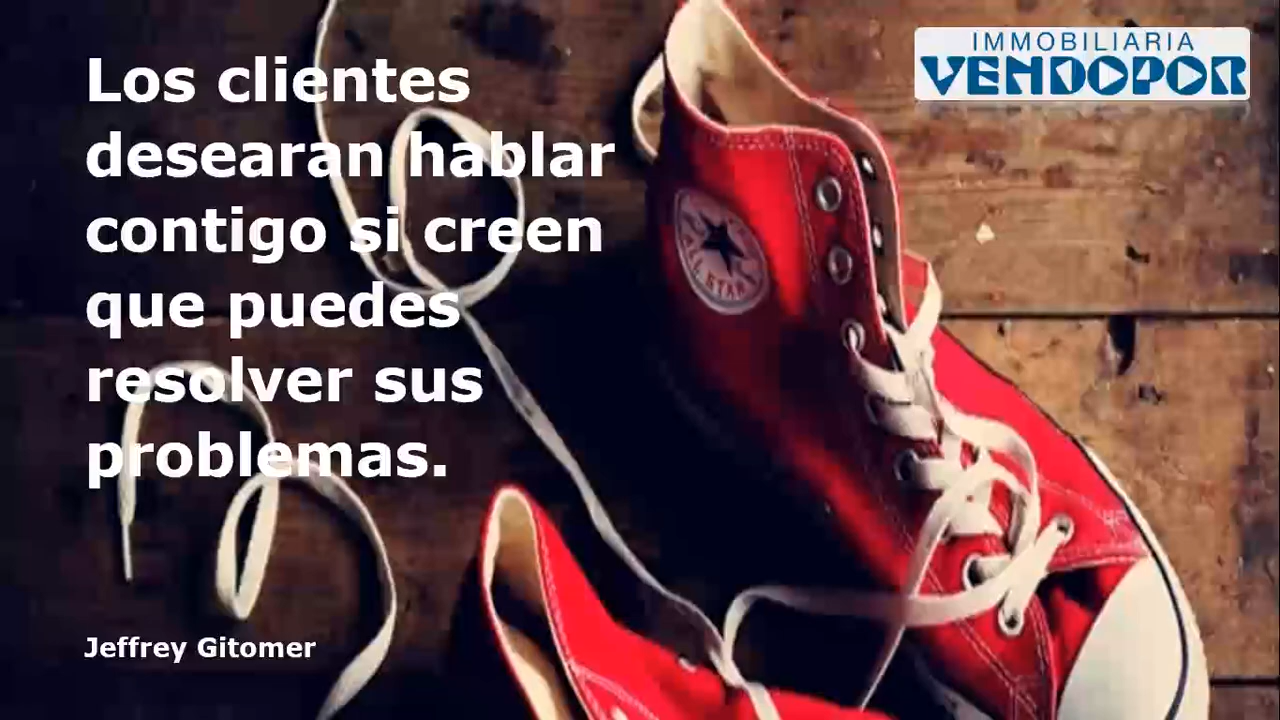 IMMOBILIARIA
VENDOPOR
Los clientes
desearan hablar
contigo si creen
que puedes
resolver sus
problemas.
ALL STAR
Jeffrey Gitomer